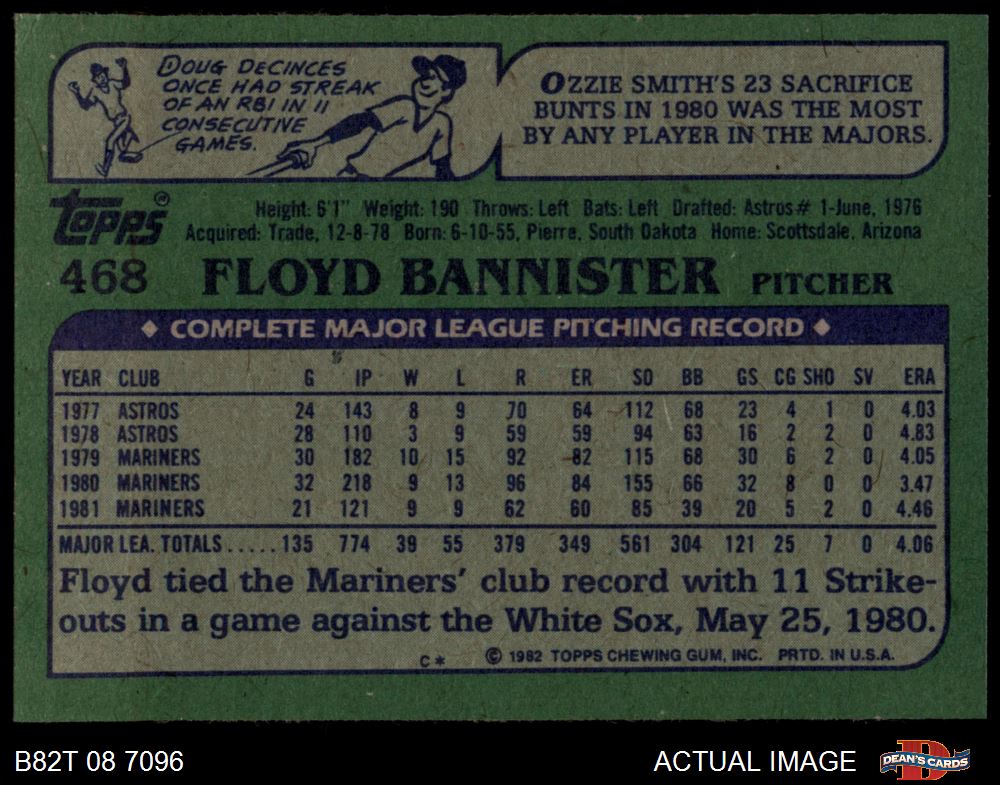 DOUG DECINCES
ONCE HAD STREAK
OF AN RBI IN 11
CONSECUTIVE
GAMES.
OZZIE SMITH'S 23 SACRIFICE
BUNTS IN 1980 WAS THE MOST
BY ANY PLAYER IN THE MAJORS.
topps®
Height: 6'1" Weight: 190 Throws: Left Bats: Left Drafted: Astros# 1-June, 1976
Acquired: Trade, 12-8-78 Born: 6-10-55, Pierre, South Dakota Home: Scottsdale, Arizona
468 FLOYD BANNISTER PITCHER
◆ COMPLETE MAJOR LEAGUE PITCHING RECORD ◆
YEAR CLUB G IP W L R ER SO BB GS CG SHO SV ERA
1977 ASTROS 24 143 8 9 70 64 112 68 23 4 1 0 4.03
1978 ASTROS 28 110 3 9 59 59 94 63 16 2 2 0 4.83
1979 MARINERS 30 182 10 15 92 82 115 68 30 6 2 0 4.05
1980 MARINERS 32 218 9 13 96 84 155 66 32 8 0 0 3.47
1981 MARINERS 21 121 9 9 62 60 85 39 20 5 2 0 4.46
MAJOR LEA. TOTALS.....135 774 39 55 379 349 561 304 121 25 7 0 4.06
Floyd tied the Mariners' club record with 11 Strike-
outs in a game against the White Sox, May 25, 1980.
C* © 1982 TOPPS CHEWING GUM, INC. PRTD. IN U.S.A.
B82T 08 7096 ACTUAL IMAGE D DEAN'S CARDS